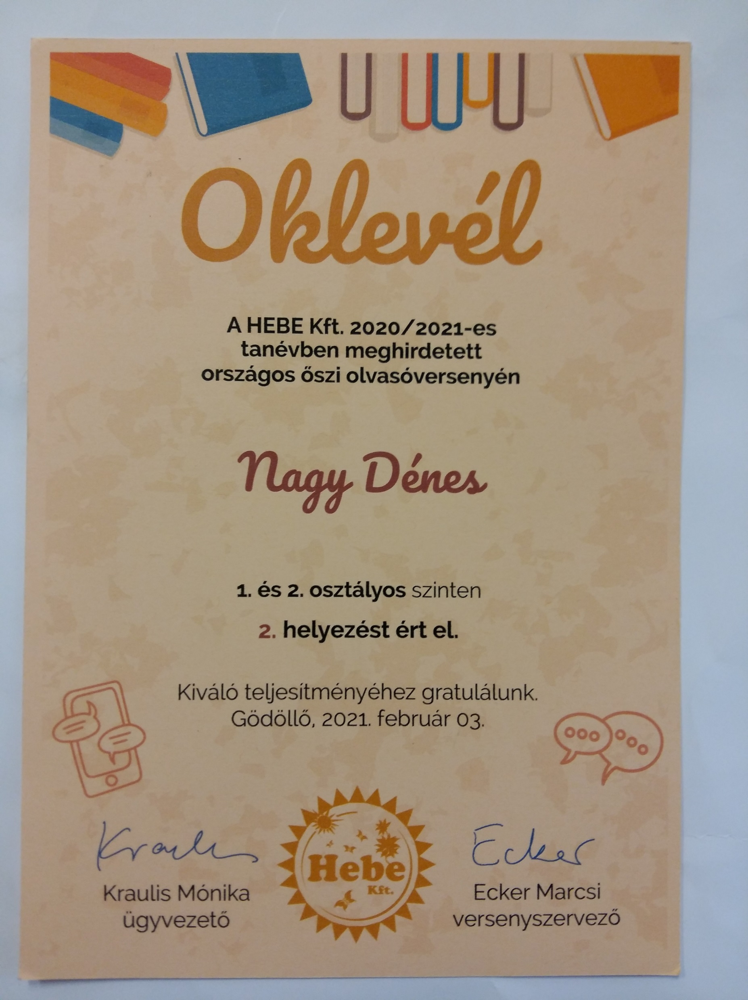 Oklevél
A HEBE Kft. 2020/2021-es
tanévben meghirdetett
országos őszi olvasóversenyén
Nagy Dénes
1. és 2. osztályos szinten
2. helyezést ért el.
Kiváló teljesítményéhez gratulálunk.
Gödöllő, 2021. február 03.
Kraulis
Ecker
Hebe
Kft.
Kraulis Mónika
ügyvezető
Ecker Marcsi
versenyszervező